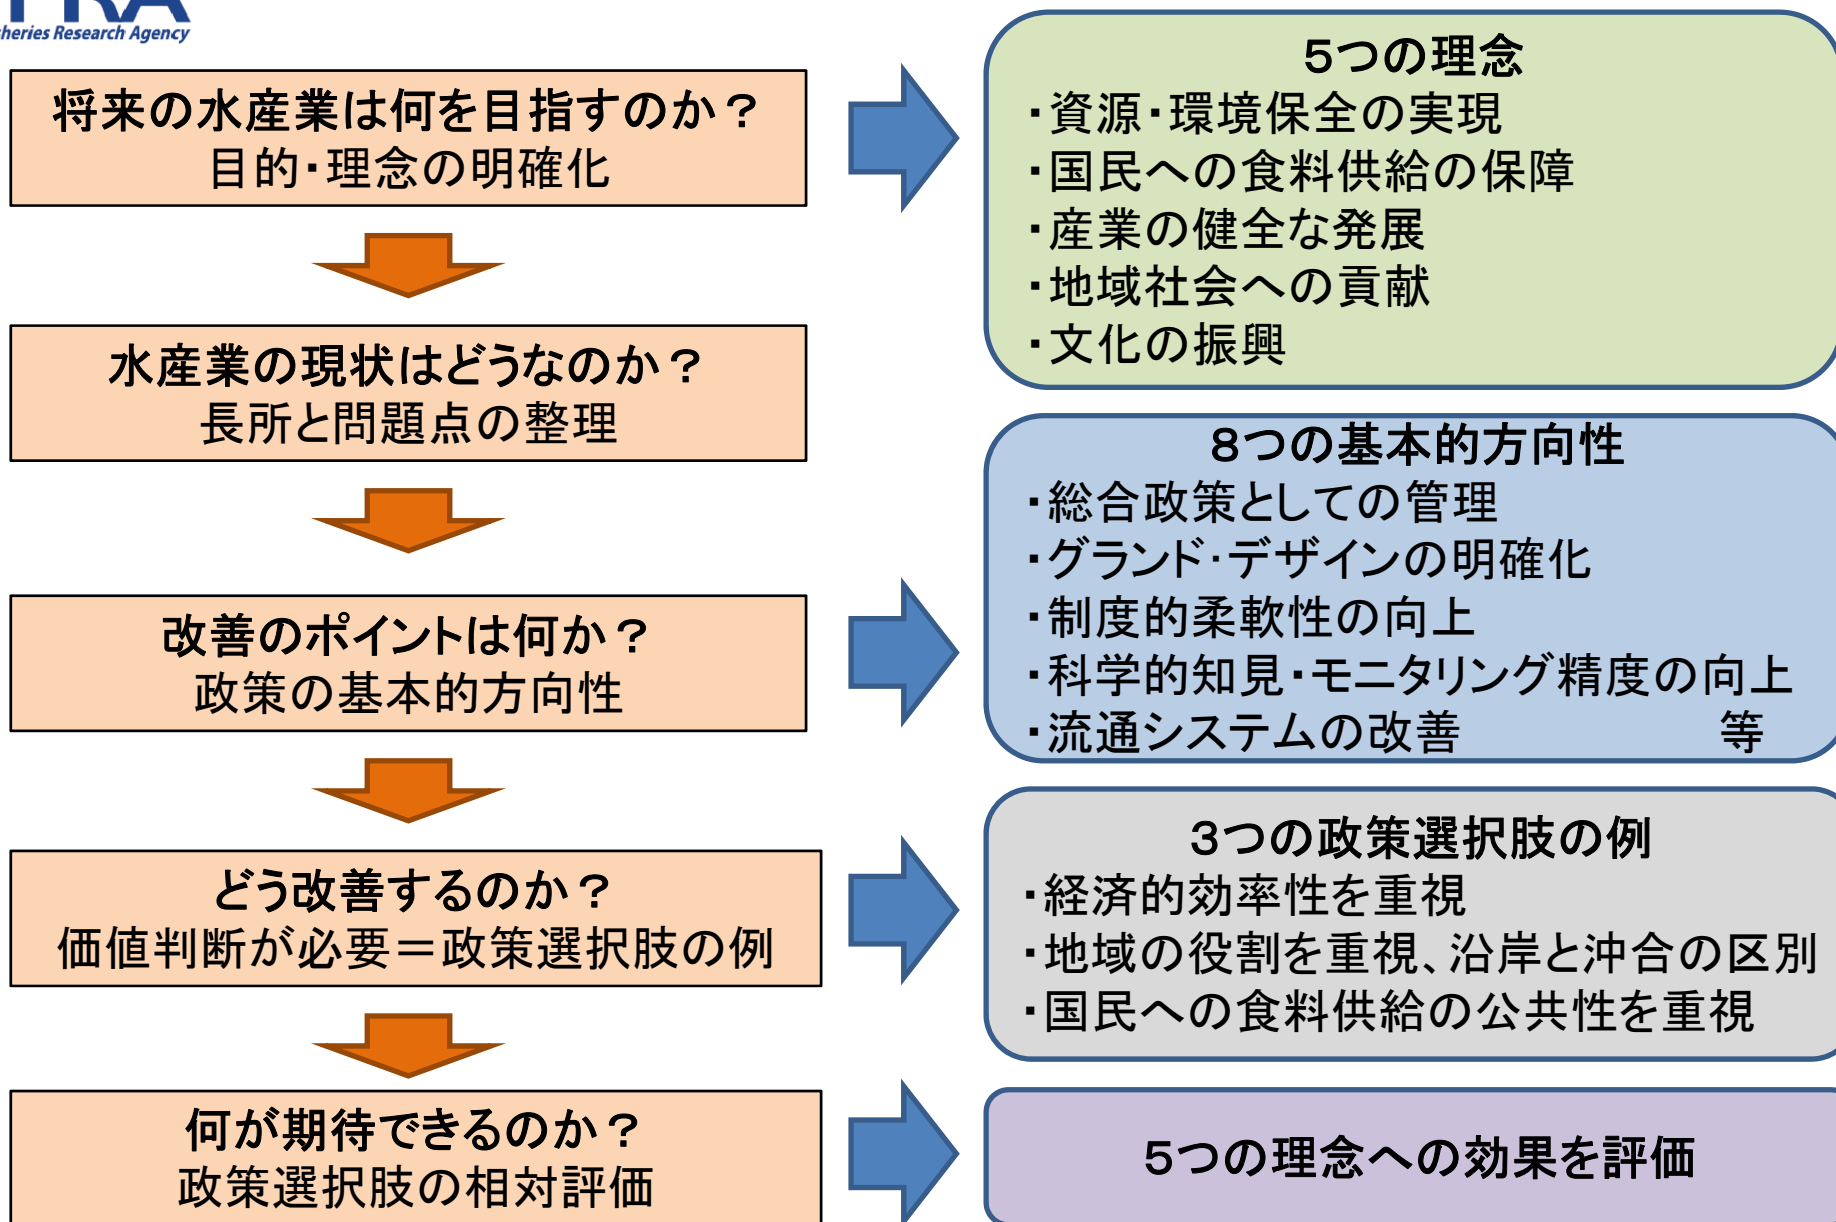 Fisheries Research Agency
将来の水産業は何を目指すのか？
目的・理念の明確化
5つの理念
・資源・環境保全の実現
・国民への食料供給の保障
・産業の健全な発展
・地域社会への貢献
・文化の振興
水産業の現状はどうなのか？
長所と問題点の整理
改善のポイントは何か？
政策の基本的方向性
8つの基本的方向性
・総合政策としての管理
・グランド・デザインの明確化
・制度的柔軟性の向上
・科学的知見・モニタリング精度の向上
・流通システムの改善 等
どう改善するのか？
価値判断が必要＝政策選択肢の例
3つの政策選択肢の例
・経済的効率性を重視
・地域の役割を重視、沿岸と沖合の区別
・国民への食料供給の公共性を重視
何が期待できるのか？
政策選択肢の相対評価
5つの理念への効果を評価